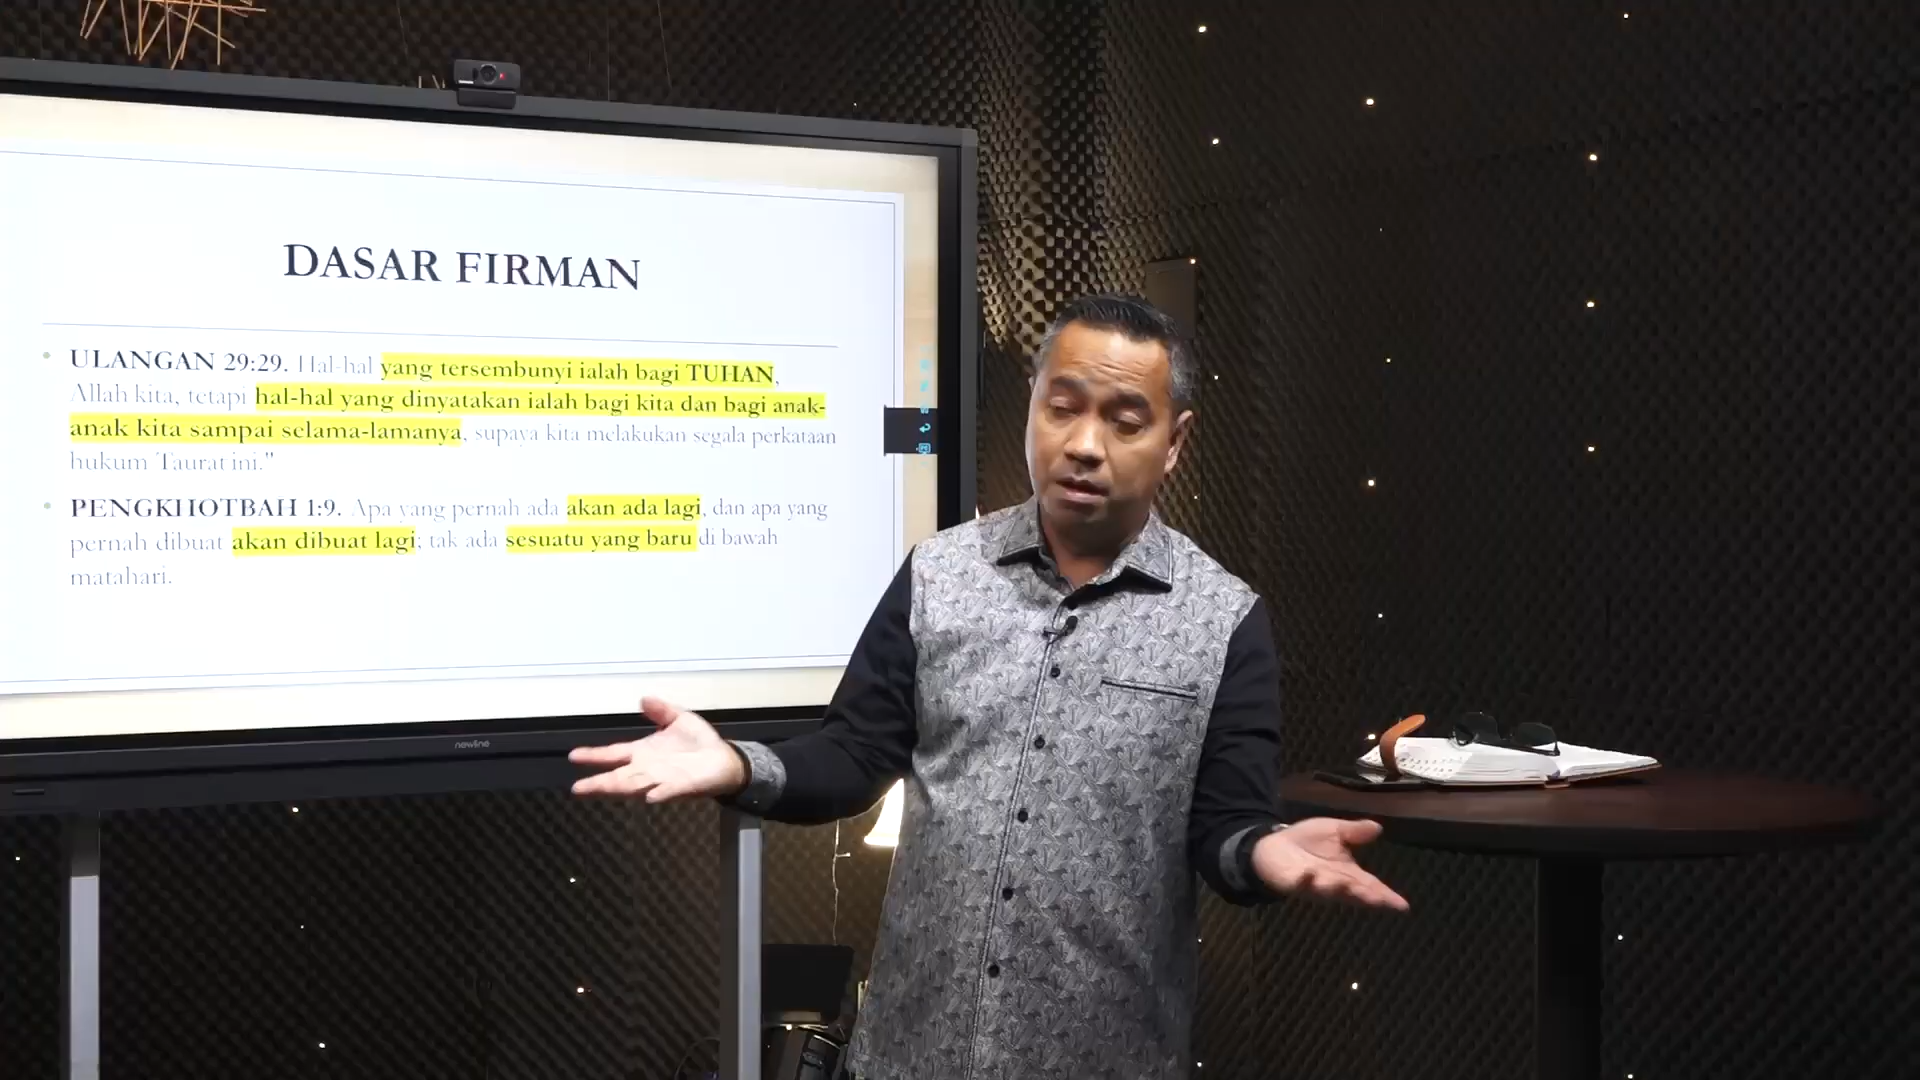 DASAR FIRMAN
• ULANGAN 29:29. Hal-hal yang tersembunyi ialah bagi TUHAN,
Allah kita, tetapi hal-hal yang dinyatakan ialah bagi kita dan bagi anak-
anak kita sampai selama-lamanya, supaya kita melakukan segala perkataan
hukum Taurat ini."
• PENGKHOTBAH 1:9. Apa yang pernah ada akan ada lagi, dan apa yang
pernah dibuat akan dibuat lagi; tak ada sesuatu yang baru di bawah
matahari.
newline